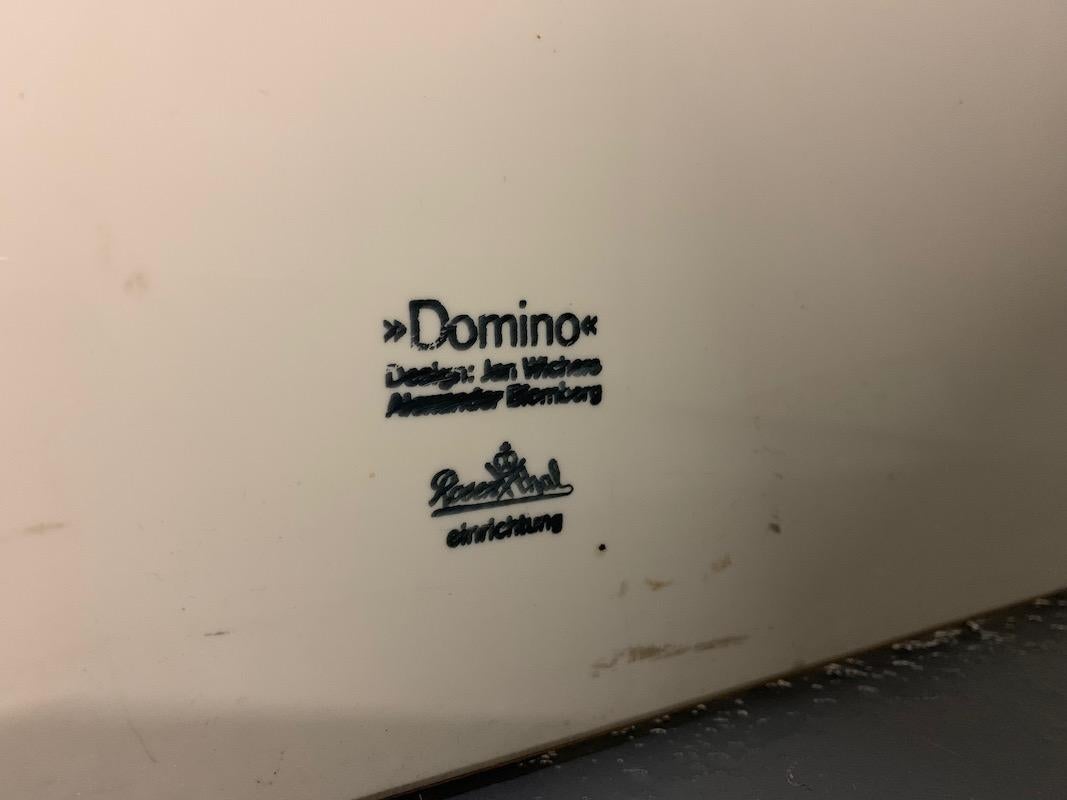 »Domino«
Design: Jan Wichers
Alexander Blomberg
Rosenthal
einrichtung